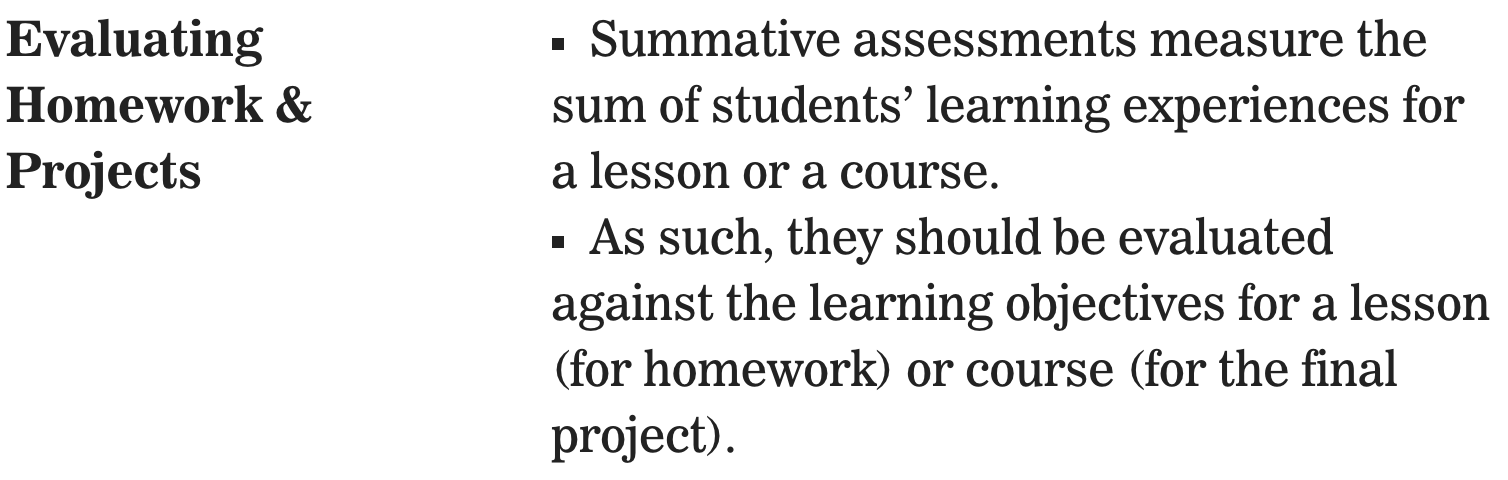 Evaluating
Homework &
Projects
▪ Summative assessments measure the
sum of students’ learning experiences for
a lesson or a course.
▪ As such, they should be evaluated
against the learning objectives for a lesson
(for homework) or course (for the final
project).